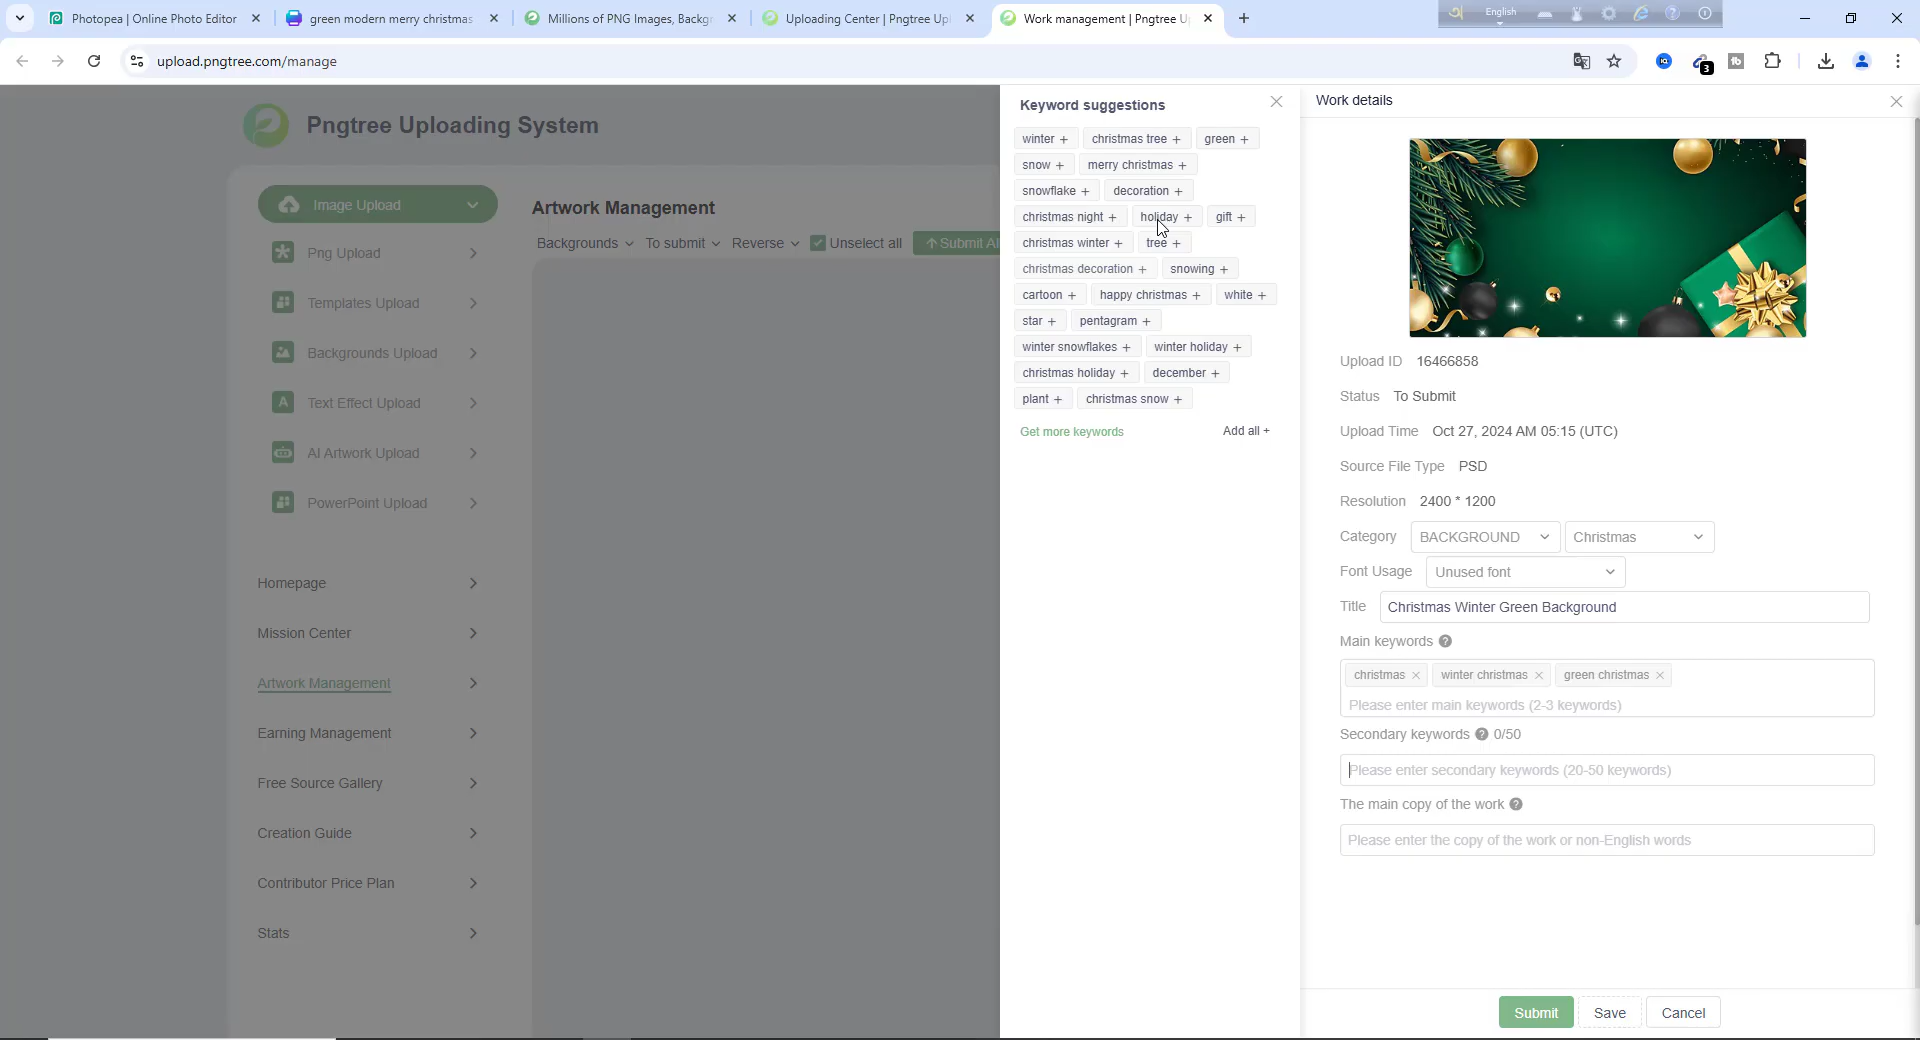 Photopea | Online Photo Editor
green modern merry christmas
Millions of PNG Images, Backgr
Uploading Center | Pngtree Upl
Work management | Pngtree U
English
upload.pngtree.com/manage
3
Pngtree Uploading System
Image Upload
Png Upload
Templates Upload
Backgrounds Upload
Text Effect Upload
AI Artwork Upload
PowerPoint Upload
Homepage
Mission Center
Artwork Management
Earning Management
Free Source Gallery
Creation Guide
Contributor Price Plan
Stats
Artwork Management
Backgrounds To submit Reverse Unselect all Submit Al
Keyword suggestions
winter + christmas tree + green +
snow + merry christmas +
snowflake + decoration +
christmas night + holiday + gift +
christmas winter + tree +
christmas decoration + snowing +
cartoon + happy christmas + white +
star + pentagram +
winter snowflakes + winter holiday +
christmas holiday + december +
plant + christmas snow +
Get more keywords Add all +
Work details
Upload ID 16466858
Status To Submit
Upload Time Oct 27, 2024 AM 05:15 (UTC)
Source File Type PSD
Resolution 2400 * 1200
Category BACKGROUND Christmas
Font Usage Unused font
Title Christmas Winter Green Background
Main keywords
christmas winter christmas green christmas
Please enter main keywords (2-3 keywords)
Secondary keywords 0/50
Please enter secondary keywords (20-50 keywords)
The main copy of the work
Please enter the copy of the work or non-English words
Submit Save Cancel